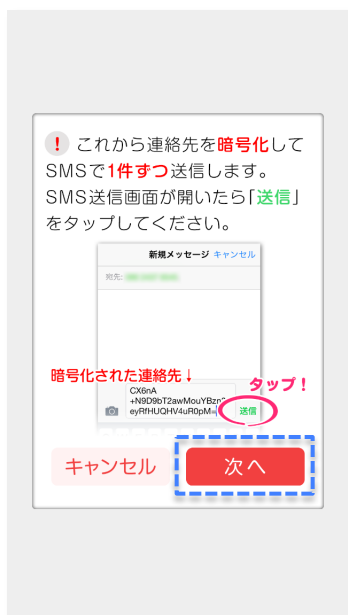 ! これから連絡先を暗号化して
SMSで1件ずつ送信します。
SMS送信画面が開いたら「送信」
をタップしてください。
新規メッセージ キャンセル
宛先:
暗号化された連絡先↓
タップ!
CX6nA
+N9D9bT2awMouYBzn2
eyRfHUQHV4uR0pM=
送信
キャンセル
次へ